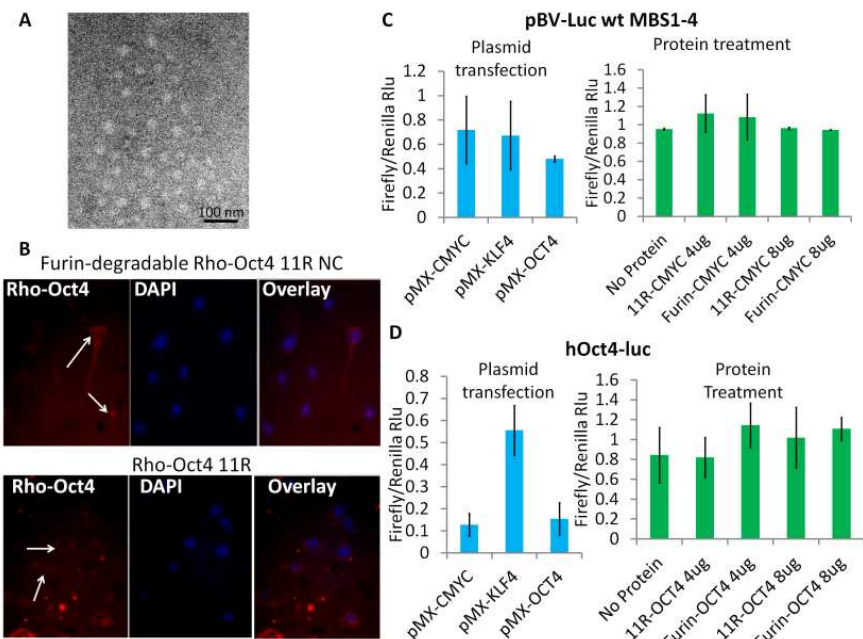 A
100 nm
B
Furin-degradable Rho-Oct4 11R NC
Rho-Oct4
DAPI
Overlay
Rho-Oct4 11R
Rho-Oct4
DAPI
Overlay
C
pBV-Luc wt MBS1-4
Plasmid
transfection
Firefly/Renilla Rlu
1.2
1
0.8
0.6
0.4
0.2
0
pMX-CMYC
pMX-KLF4
pMX-OCT4
Protein treatment
Firefly/Renilla Rlu
1.6
1.4
1.2
1
0.8
0.6
0.4
0.2
0
No Protein
11R-CMYC 4ug
Furin-CMYC 4ug
11R-CMYC 8ug
Furin-CMYC 8ug
D
hOct4-luc
Plasmid
transfection
Firefly/Renilla Rlu
0.8
0.7
0.6
0.5
0.4
0.3
0.2
0.1
0
pMX-CMYC
pMX-KLF4
pMX-OCT4
Protein
Treatment
Firefly/Renilla Rlu
1.6
1.4
1.2
1
0.8
0.6
0.4
0.2
0
No Protein
11R-OCT4 4ug
Furin-OCT4 4ug
11R-OCT4 8ug
Furin-OCT4 8ug